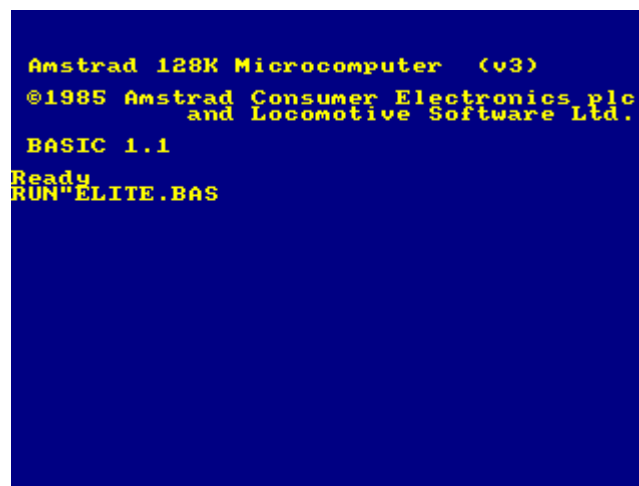 Amstrad 128K Microcomputer (v3)
©1985 Amstrad Consumer Electronics plc
and Locomotive Software Ltd.
BASIC 1.1
Ready
RUN"ELITE.BAS